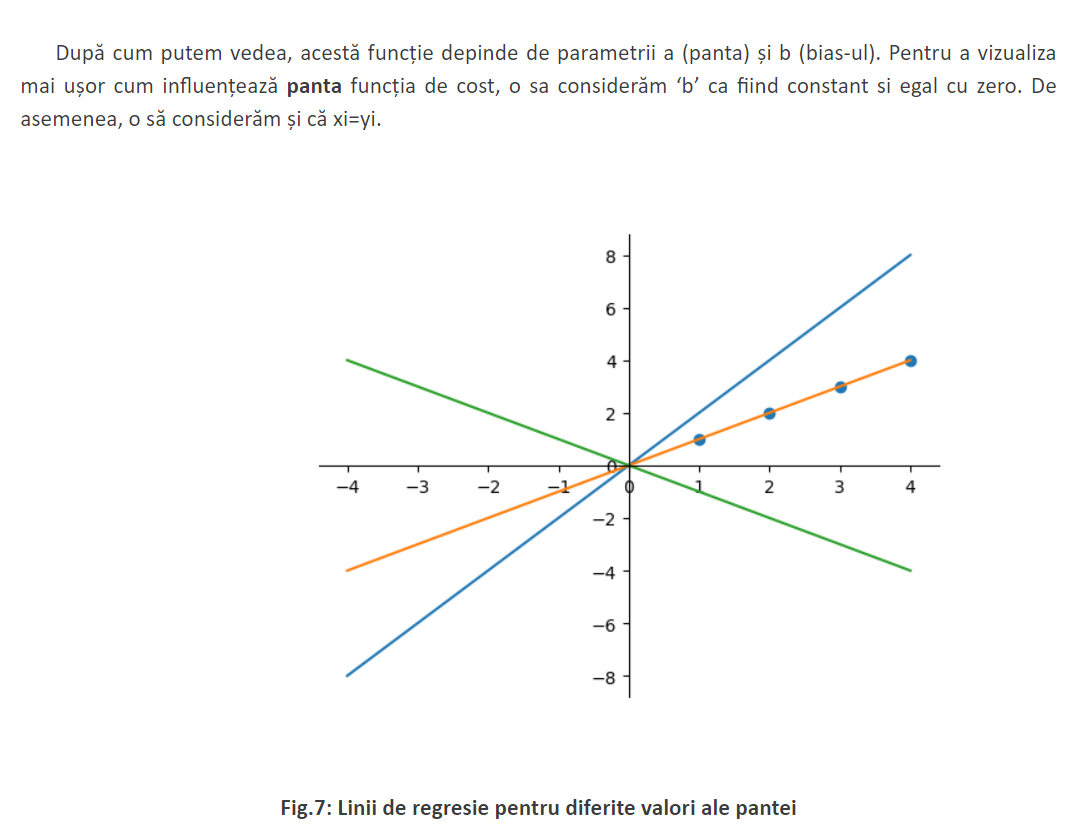 După cum putem vedea, acestă funcție depinde de parametrii a (panta) și b (bias-ul). Pentru a vizualiza
mai ușor cum influențează panta funcția de cost, o sa considerăm ‘b’ ca fiind constant si egal cu zero. De
asemenea, o să considerăm și că xi=yi.
8
6
4
2
0
−4 −3 −2 −1 0 1 2 3 4
−2
−4
−6
−8
Fig.7: Linii de regresie pentru diferite valori ale pantei